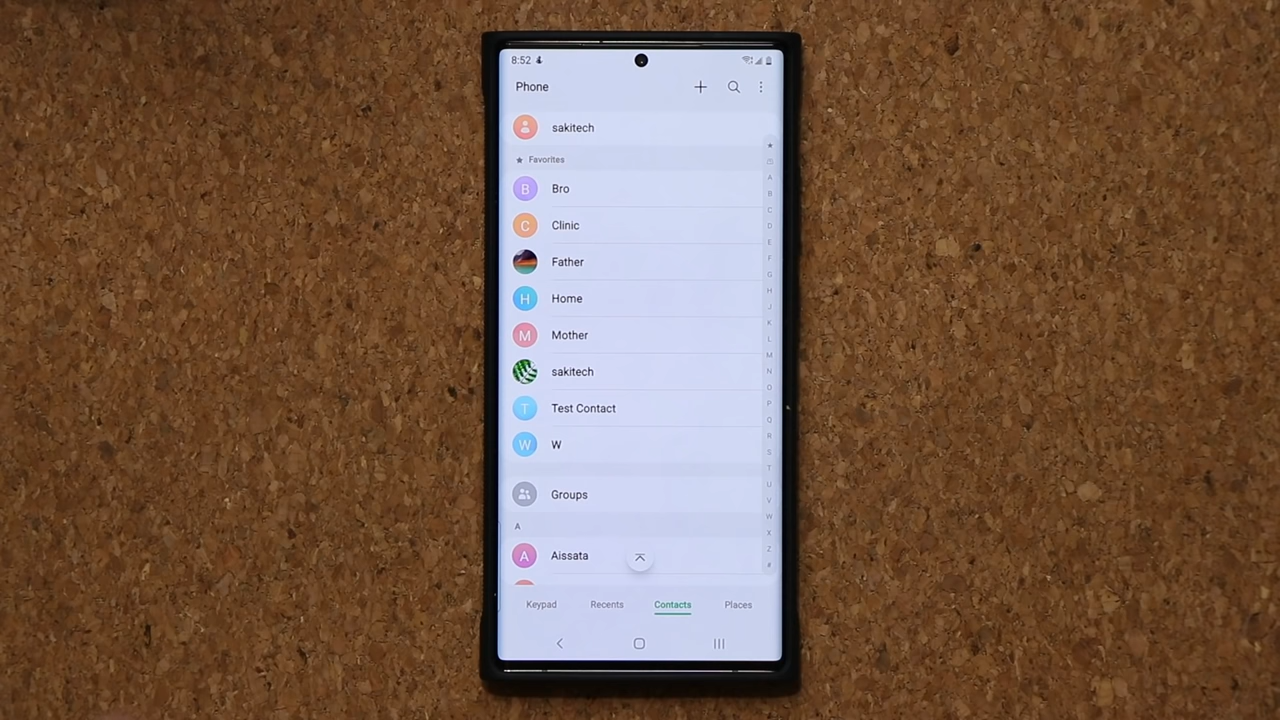 8:52
Phone
sakitech
★ Favorites
B Bro
C Clinic
Father
H Home
M Mother
sakitech
T Test Contact
W W
Groups
A
A Aissata
Keypad Recents Contacts Places
★
A
B
C
D
E
F
G
H
J
K
L
M
N
O
P
Q
R
S
T
U
V
W
X
Z
#